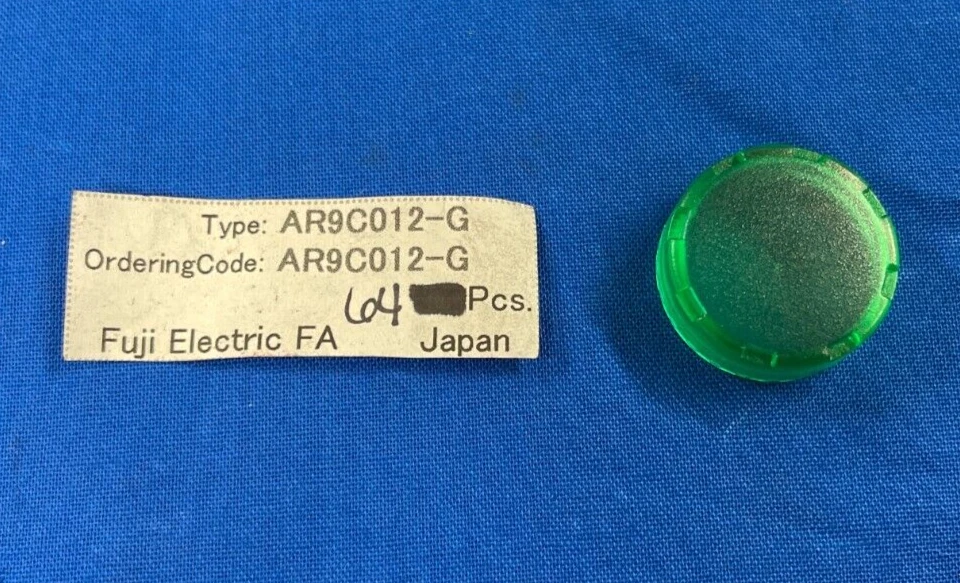 Type: AR9C012-G
OrderingCode: AR9C012-G
64 Pcs.
Fuji Electric FA Japan